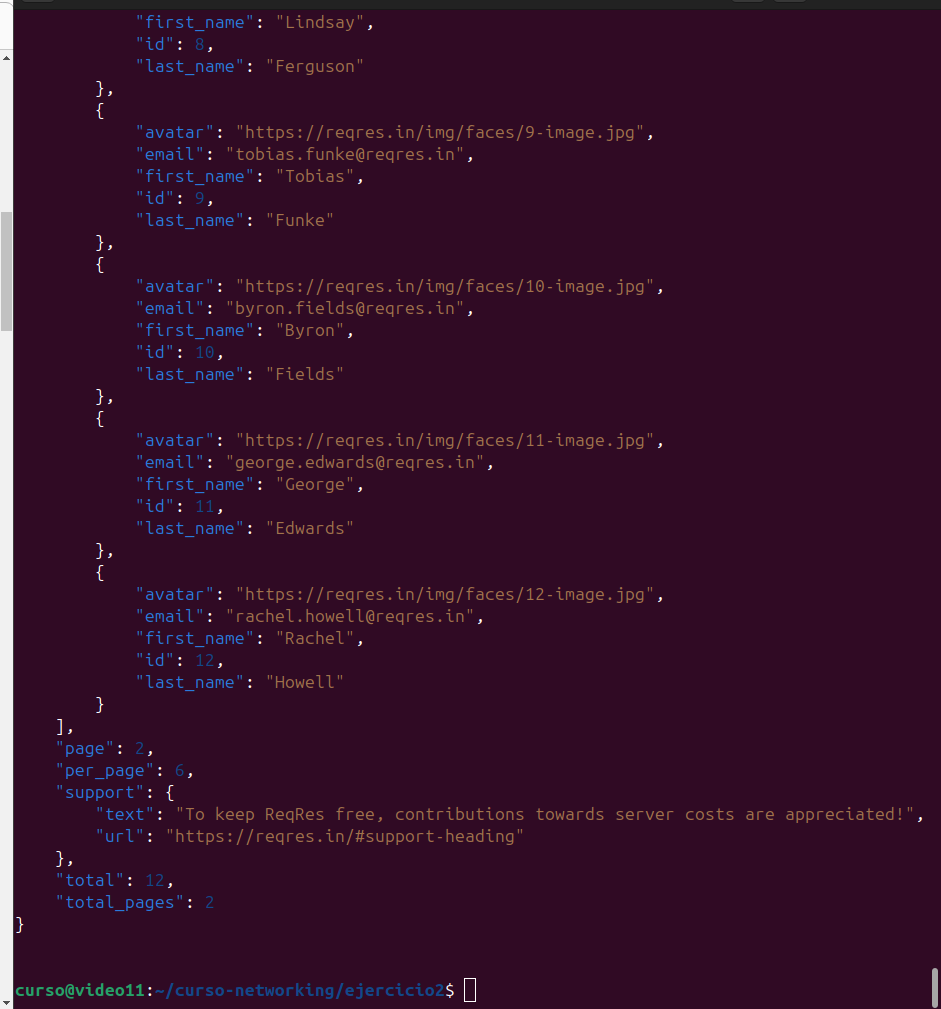 "first_name": "Lindsay",
"id": 8,
"last_name": "Ferguson"
},
{
"avatar": "https://reqres.in/img/faces/9-image.jpg",
"email": "tobias.funke@reqres.in",
"first_name": "Tobias",
"id": 9,
"last_name": "Funke"
},
{
"avatar": "https://reqres.in/img/faces/10-image.jpg",
"email": "byron.fields@reqres.in",
"first_name": "Byron",
"id": 10,
"last_name": "Fields"
},
{
"avatar": "https://reqres.in/img/faces/11-image.jpg",
"email": "george.edwards@reqres.in",
"first_name": "George",
"id": 11,
"last_name": "Edwards"
},
{
"avatar": "https://reqres.in/img/faces/12-image.jpg",
"email": "rachel.howell@reqres.in",
"first_name": "Rachel",
"id": 12,
"last_name": "Howell"
}
],
"page": 2,
"per_page": 6,
"support": {
"text": "To keep ReqRes free, contributions towards server costs are appreciated!",
"url": "https://reqres.in/#support-heading"
},
"total": 12,
"total_pages": 2
}
curso@video11:~/curso-networking/ejercicio2$